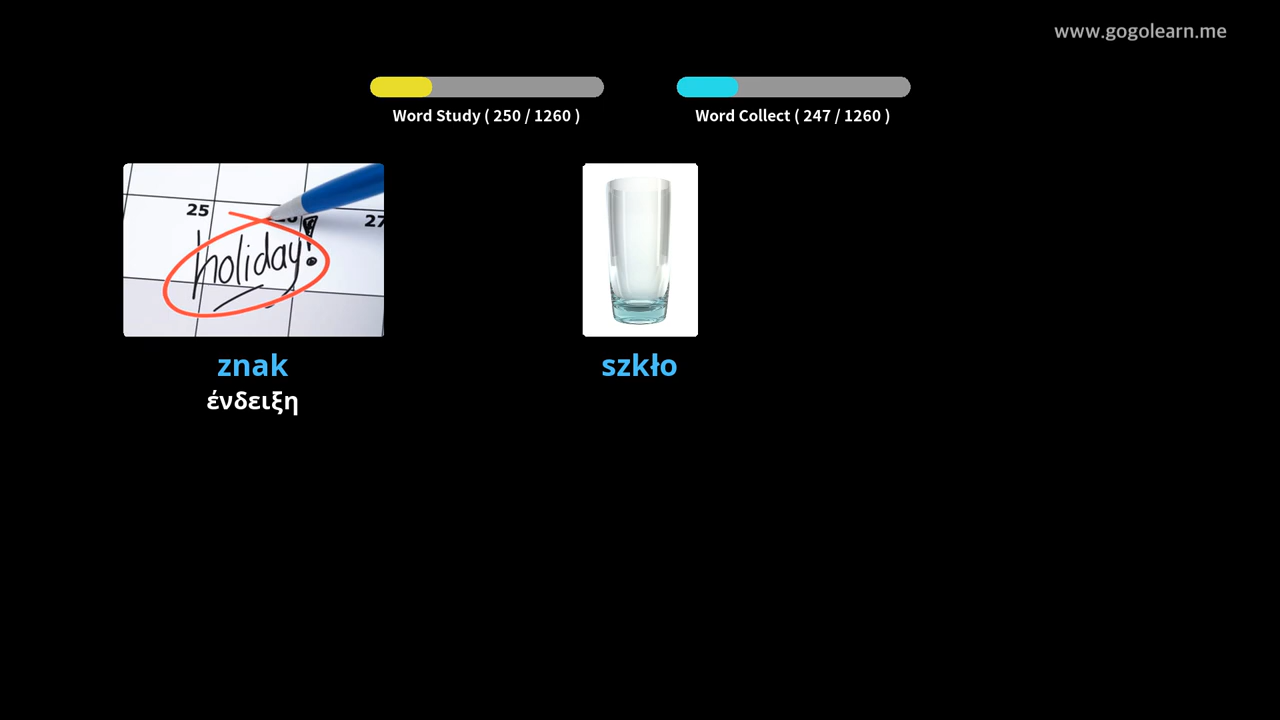 www.gogolearn.me
Word Study ( 250 / 1260 )
Word Collect ( 247 / 1260 )
25
27
holiday!
znak
ένδειξη
szkło